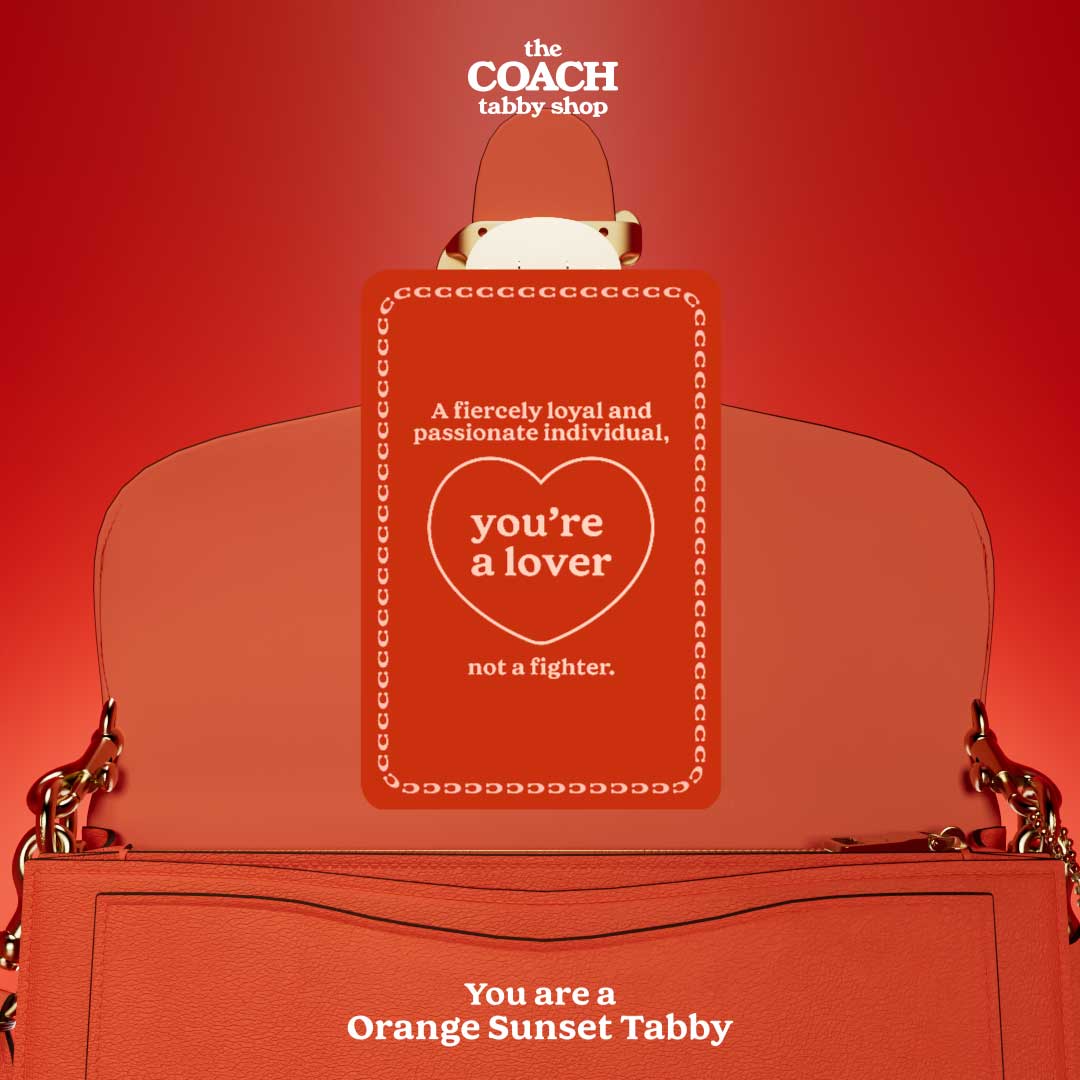 the
COACH
tabby shop
A fiercely loyal and
passionate individual,
you’re
a lover
not a fighter.
You are a
Orange Sunset Tabby